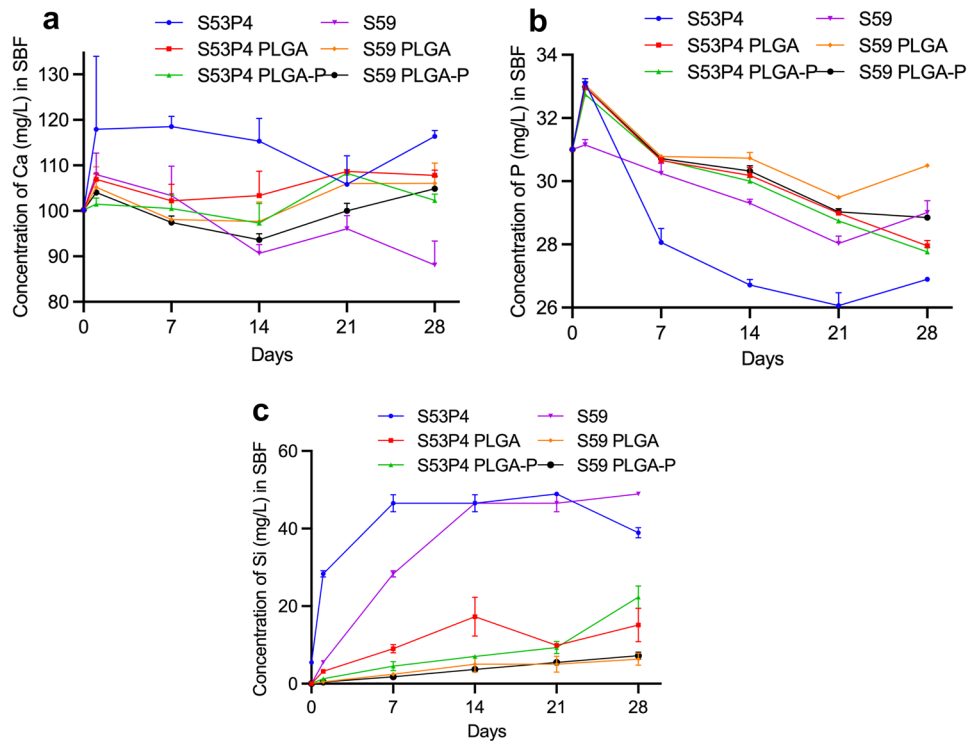 a
S53P4 S59
S53P4 PLGA S59 PLGA
S53P4 PLGA-P S59 PLGA-P
Concentration of Ca (mg/L) in SBF
130
120
110
100
90
80
0 7 14 21 28
Days
b
S53P4 S59
S53P4 PLGA S59 PLGA
S53P4 PLGA-P S59 PLGA-P
Concentration of P (mg/L) in SBF
34
32
30
28
26
0 7 14 21 28
Days
c
S53P4 S59
S53P4 PLGA S59 PLGA
S53P4 PLGA-P S59 PLGA-P
Concentration of Si (mg/L) in SBF
60
40
20
0
0 7 14 21 28
Days